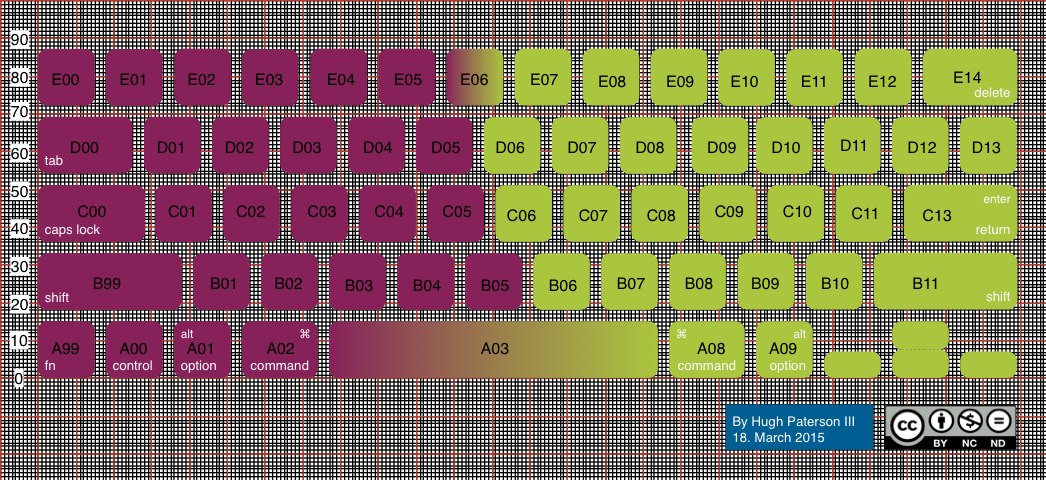 90
E00 E01 E02 E03 E04 E05 E06 E07 E08 E09 E10 E11 E12 E14
80
delete
70
D00 D01 D02 D03 D04 D05 D06 D07 D08 D09 D10 D11 D12 D13
60
tab
50
enter
C00 C01 C02 C03 C04 C05 C06 C07 C08 C09 C10 C11 C13
40
caps lock return
30
B99 B01 B02 B03 B04 B05 B06 B07 B08 B09 B10 B11
20
shift shift
alt ⌘ ⌘ alt
10
A99 A00 A01 A02 A03 A08 A09
fn control option command command option
0
By Hugh Paterson III
18. March 2015
cc
BY NC ND